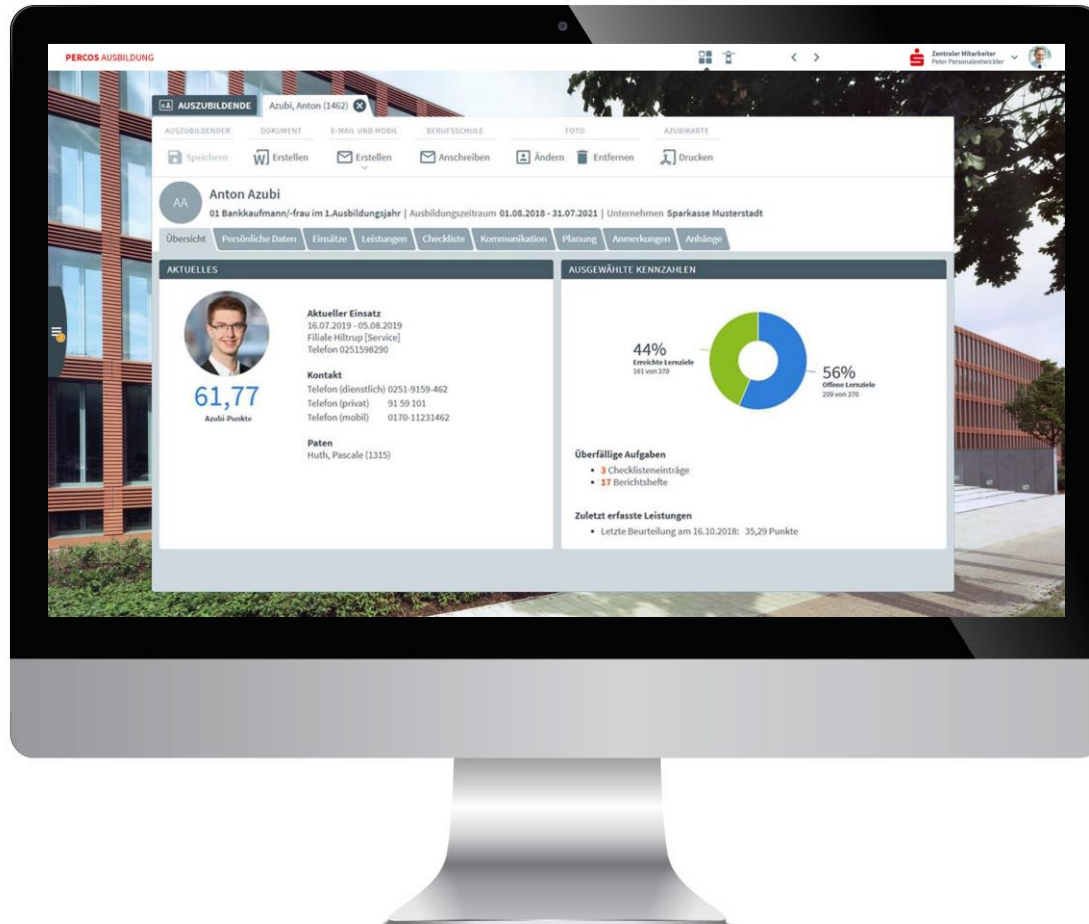 PERCOS AUSBILDUNG
Zentraler Mitarbeiter
Peter Personalentwickler
AUSZUBILDENDE
Azubi, Anton (1462)
AUSZUBILDENDER DOKUMENT E-MAIL UND MOBIL BERUFSSCHULE FOTO AZUBIKARTE
Speichern Erstellen Erstellen Anschreiben Ändern Entfernen Drucken
AA
Anton Azubi
01 Bankkaufmann/-frau im 1.Ausbildungsjahr | Ausbildungszeitraum 01.08.2018 - 31.07.2021 | Unternehmen Sparkasse Musterstadt
Übersicht Persönliche Daten Einsätze Leistungen Checkliste Kommunikation Planung Anmerkungen Anhänge
AKTUELLES
61,77
Azubi-Punkte
Aktueller Einsatz
16.07.2019 - 05.08.2019
Filiale Hiltrup [Service]
Telefon 0251598290
Kontakt
Telefon (dienstlich) 0251-9159-462
Telefon (privat) 91 59 101
Telefon (mobil) 0170-11231462
Paten
Huth, Pascale (1315)
AUSGEWÄHLTE KENNZAHLEN
44%
Erreichte Lernziele
161 von 370
56%
Offene Lernziele
209 von 370
Überfällige Aufgaben
• 3 Checklisteneinträge
• 17 Berichtshefte
Zuletzt erfasste Leistungen
• Letzte Beurteilung am 16.10.2018: 35,29 Punkte